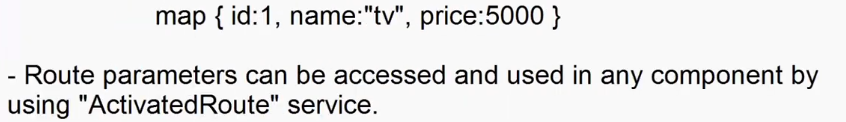 map { id:1, name:"tv", price:5000 }
- Route parameters can be accessed and used in any component by
using "ActivatedRoute" service.